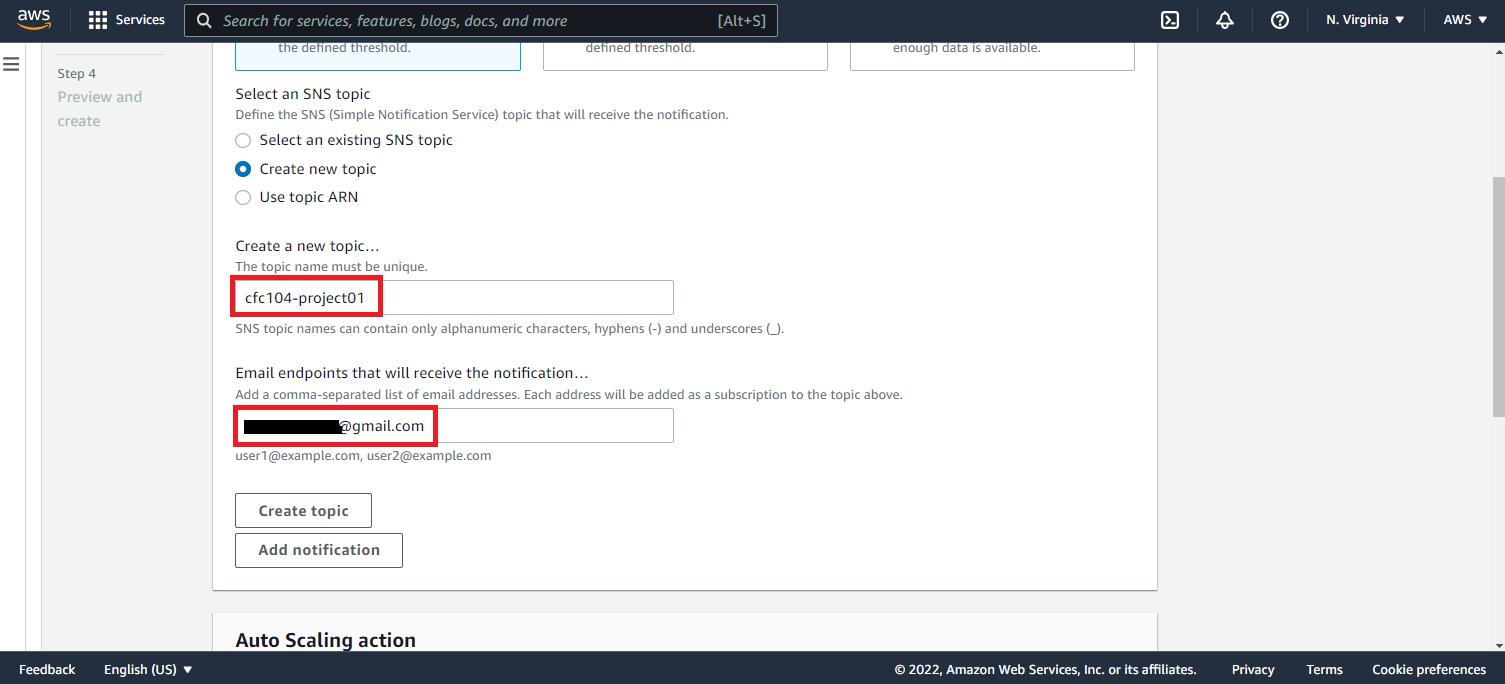 aws Services Search for services, features, blogs, docs, and more [Alt+S] N. Virginia AWS
the defined threshold. defined threshold. enough data is available.
Step 4
Preview and
create
Select an SNS topic
Define the SNS (Simple Notification Service) topic that will receive the notification.
Select an existing SNS topic
Create new topic
Use topic ARN
Create a new topic…
The topic name must be unique.
cfc104-project01
SNS topic names can contain only alphanumeric characters, hyphens (-) and underscores (_).
Email endpoints that will receive the notification…
Add a comma-separated list of email addresses. Each address will be added as a subscription to the topic above.
@gmail.com
user1@example.com, user2@example.com
Create topic
Add notification
Auto Scaling action
Feedback English (US) © 2022, Amazon Web Services, Inc. or its affiliates. Privacy Terms Cookie preferences